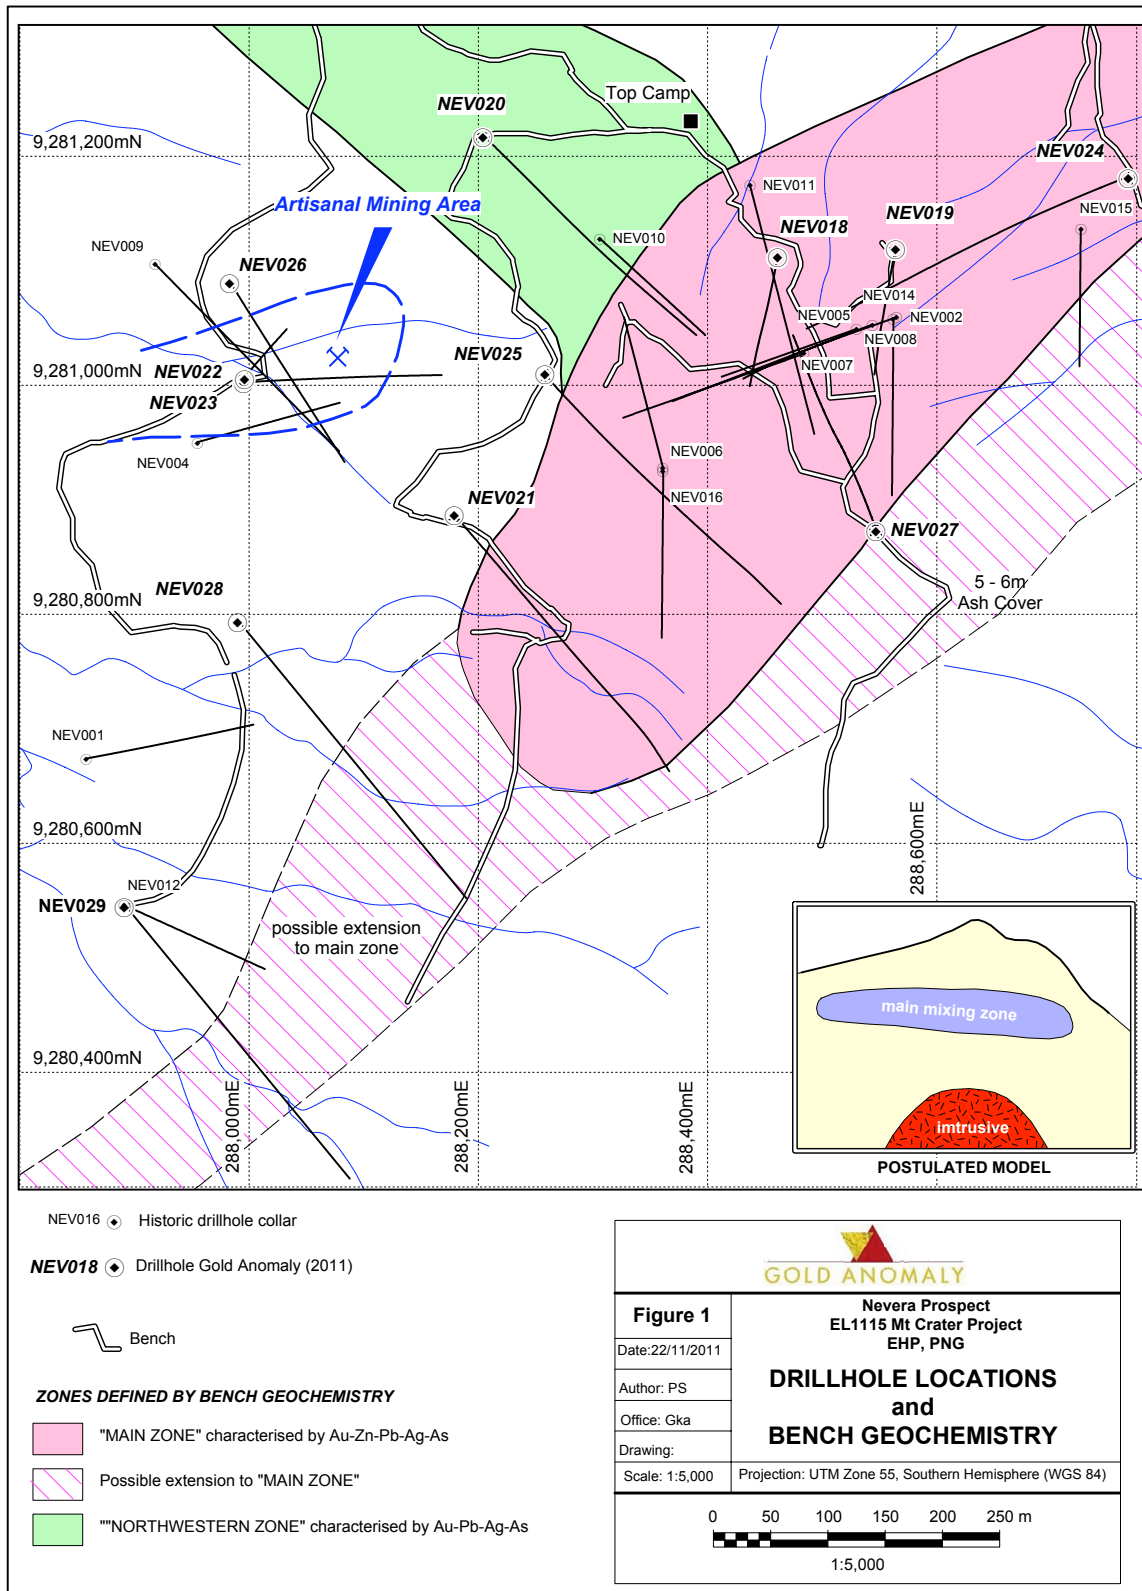 Top Camp
NEV020
9,281,200mN
NEV024
NEV011
Artisanal Mining Area
NEV019
NEV015
NEV018
NEV010
NEV009
NEV026
NEV014
NEV005
NEV002
NEV008
NEV025
NEV007
9,281,000mN
NEV022
NEV023
NEV004
NEV006
NEV016
NEV021
NEV027
5 - 6m
Ash Cover
NEV028
9,280,800mN
NEV001
9,280,600mN
288,600mE
NEV012
NEV029
possible extension
to main zone
main mixing zone
9,280,400mN
288,000mE
288,200mE
288,400mE
imtrusive
POSTULATED MODEL
NEV016 Historic drillhole collar
NEV018 Drillhole Gold Anomaly (2011)
Bench
ZONES DEFINED BY BENCH GEOCHEMISTRY
"MAIN ZONE" characterised by Au-Zn-Pb-Ag-As
Possible extension to "MAIN ZONE"
""NORTHWESTERN ZONE" characterised by Au-Pb-Ag-As
GOLD ANOMALY
Figure 1
Date:22/11/2011
Author: PS
Office: Gka
Drawing:
Scale: 1:5,000
Nevera Prospect
EL1115 Mt Crater Project
EHP, PNG
DRILLHOLE LOCATIONS
and
BENCH GEOCHEMISTRY
Projection: UTM Zone 55, Southern Hemisphere (WGS 84)
0 50 100 150 200 250 m
1:5,000